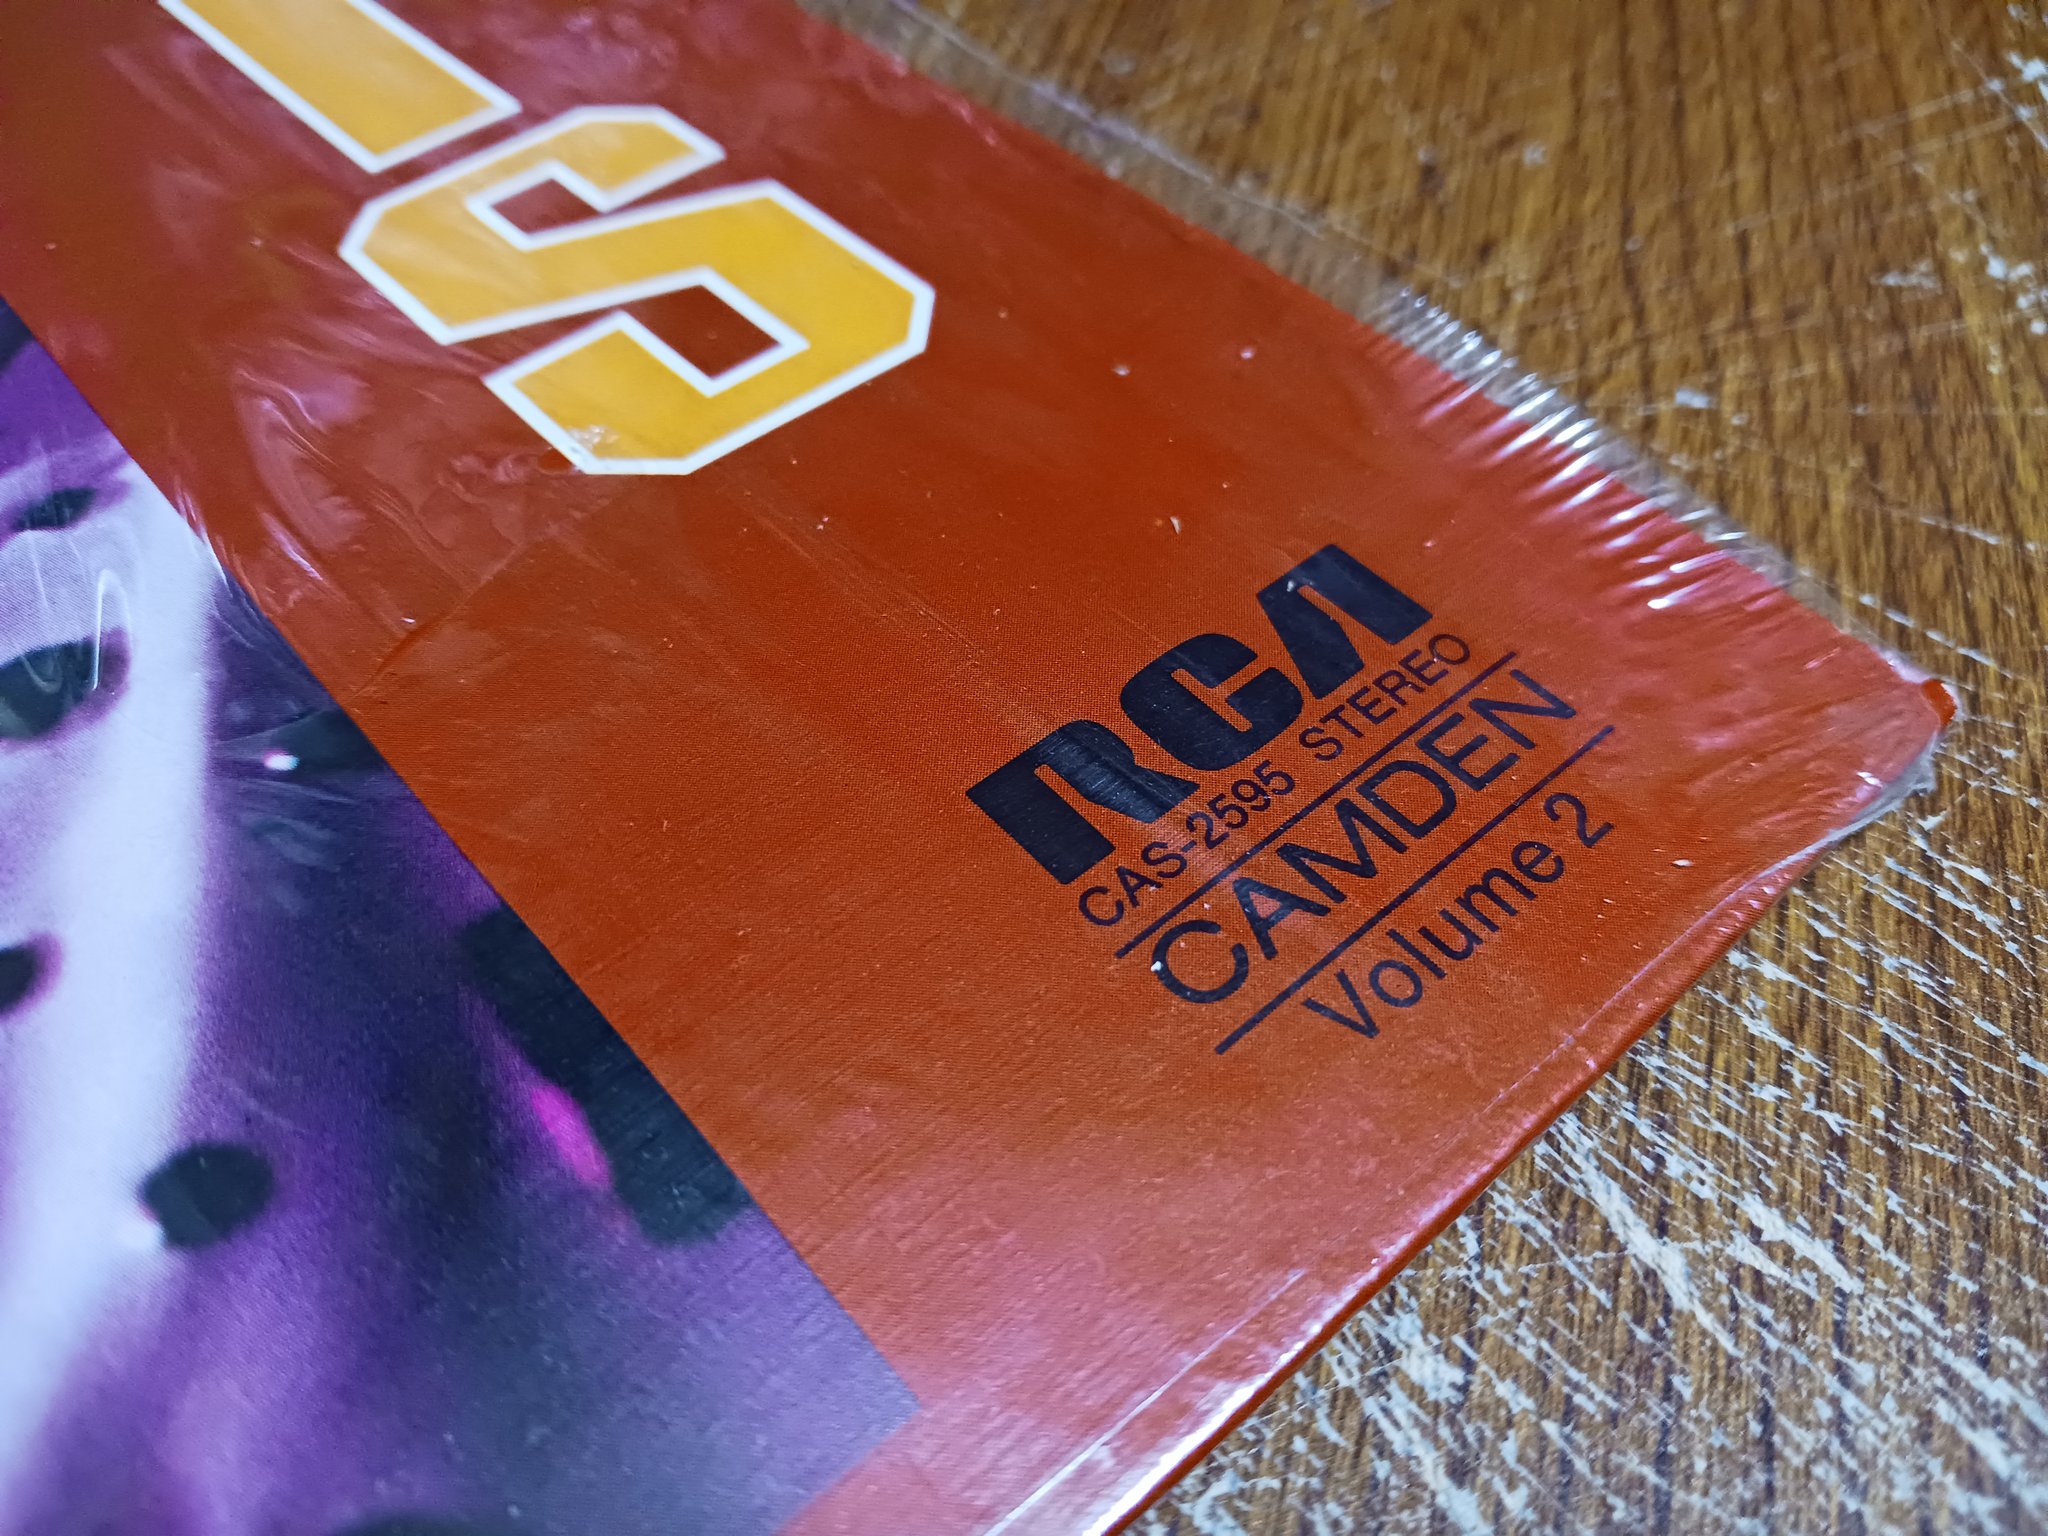 S
RCA
CAS-2595 STEREO
CAMDEN
Volume 2